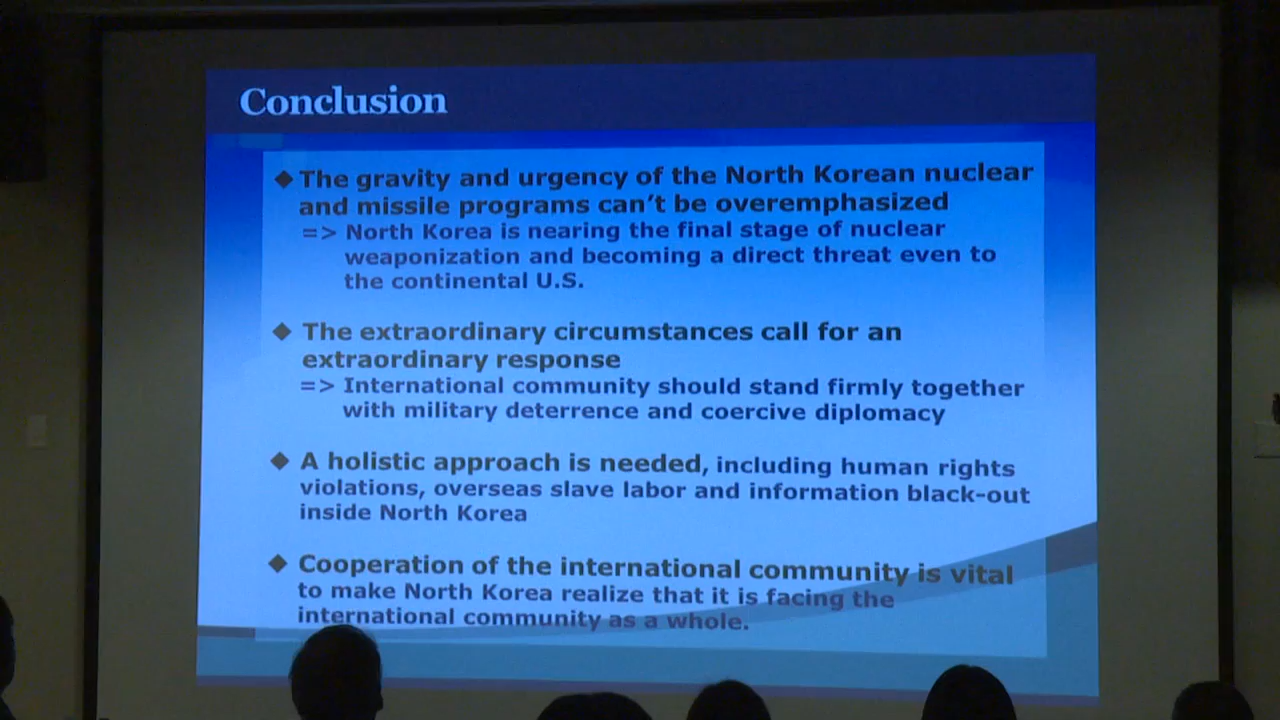 Conclusion
◆ The gravity and urgency of the North Korean nuclear
and missile programs can't be overemphasized
=> North Korea is nearing the final stage of nuclear
weaponization and becoming a direct threat even to
the continental U.S.
◆ The extraordinary circumstances call for an
extraordinary response
=> International community should stand firmly together
with military deterrence and coercive diplomacy
◆ A holistic approach is needed, including human rights
violations, overseas slave labor and information black-out
inside North Korea
◆ Cooperation of the international community is vital
to make North Korea realize that it is facing the
international community as a whole.